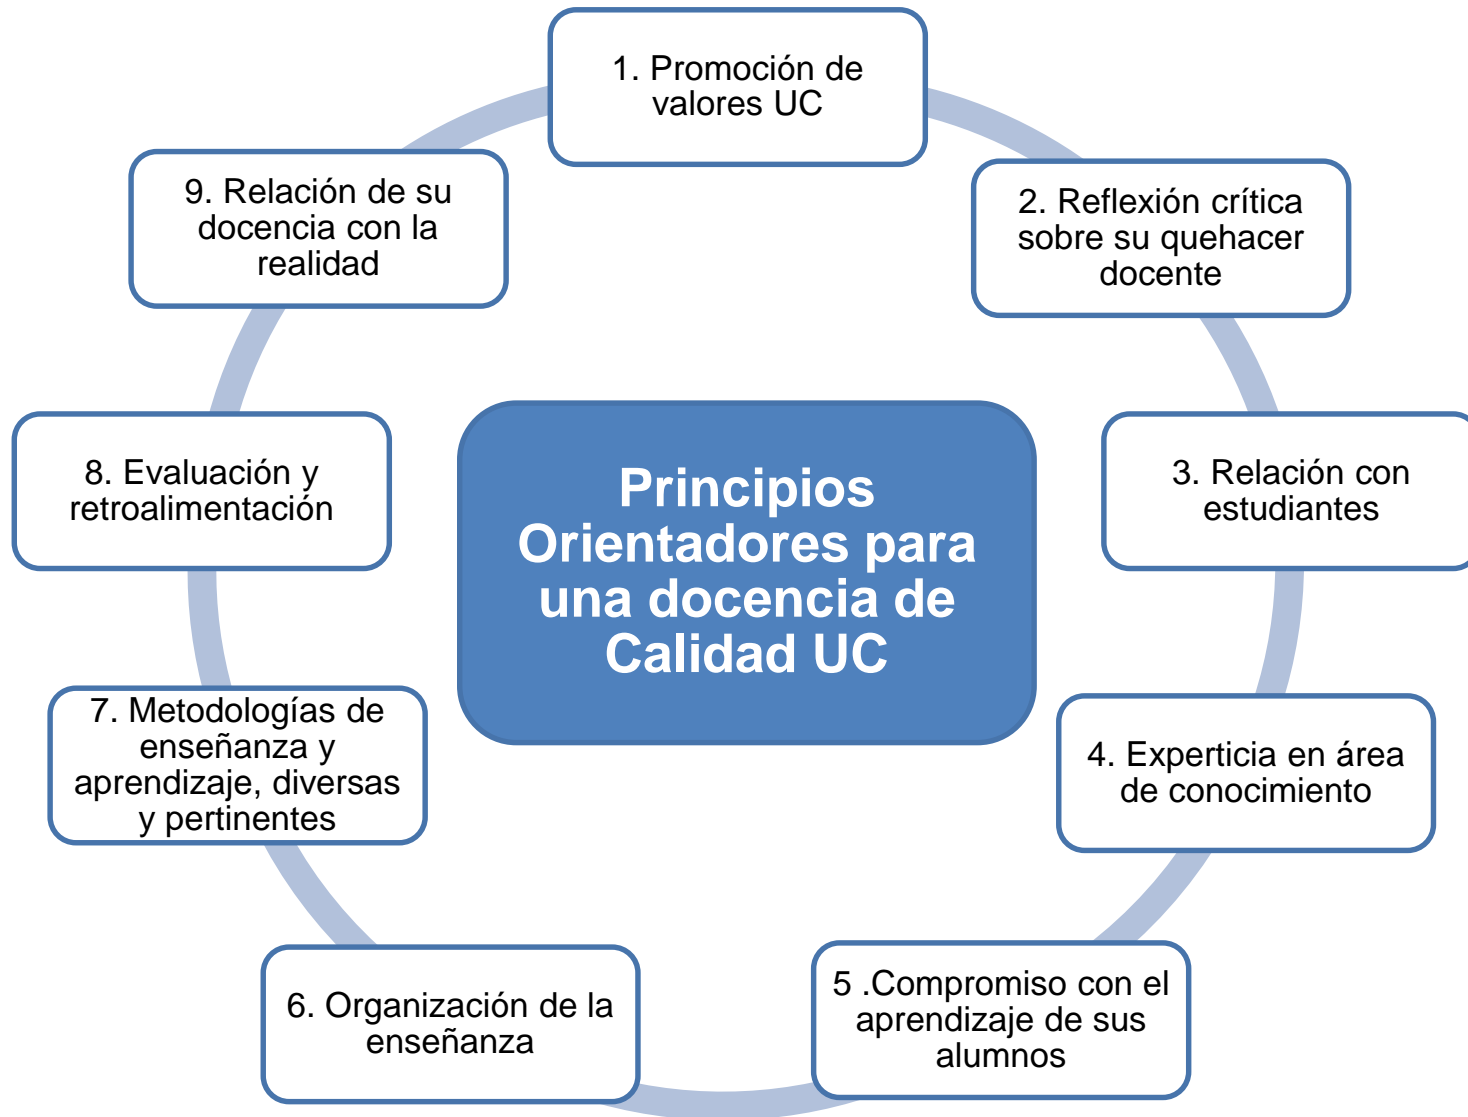 1. Promoción de
valores UC
2. Reflexión crítica
sobre su quehacer
docente
3. Relación con
estudiantes
4. Experticia en área
de conocimiento
5 .Compromiso con el
aprendizaje de sus
alumnos
6. Organización de la
enseñanza
7. Metodologías de
enseñanza y
aprendizaje, diversas
y pertinentes
8. Evaluación y
retroalimentación
9. Relación de su
docencia con la
realidad
Principios
Orientadores para
una docencia de
Calidad UC